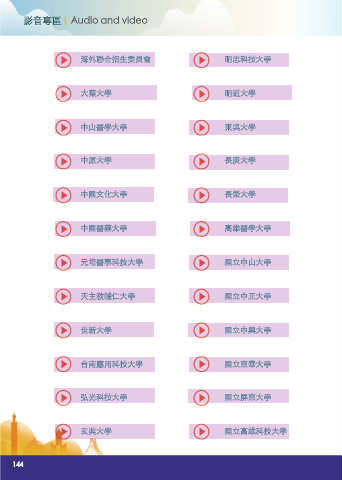 影音專區 | Audio and video
海外聯合招生委員會
大葉大學
中山醫學大學
中原大學
中國文化大學
中國醫藥大學
元培醫事科技大學
天主教輔仁大學
世新大學
台南應用科技大學
弘光科技大學
玄奘大學
明志科技大學
明道大學
東吳大學
長庚大學
長榮大學
高雄醫學大學
國立中山大學
國立中正大學
國立中興大學
國立東華大學
國立屏東大學
國立高雄科技大學
144